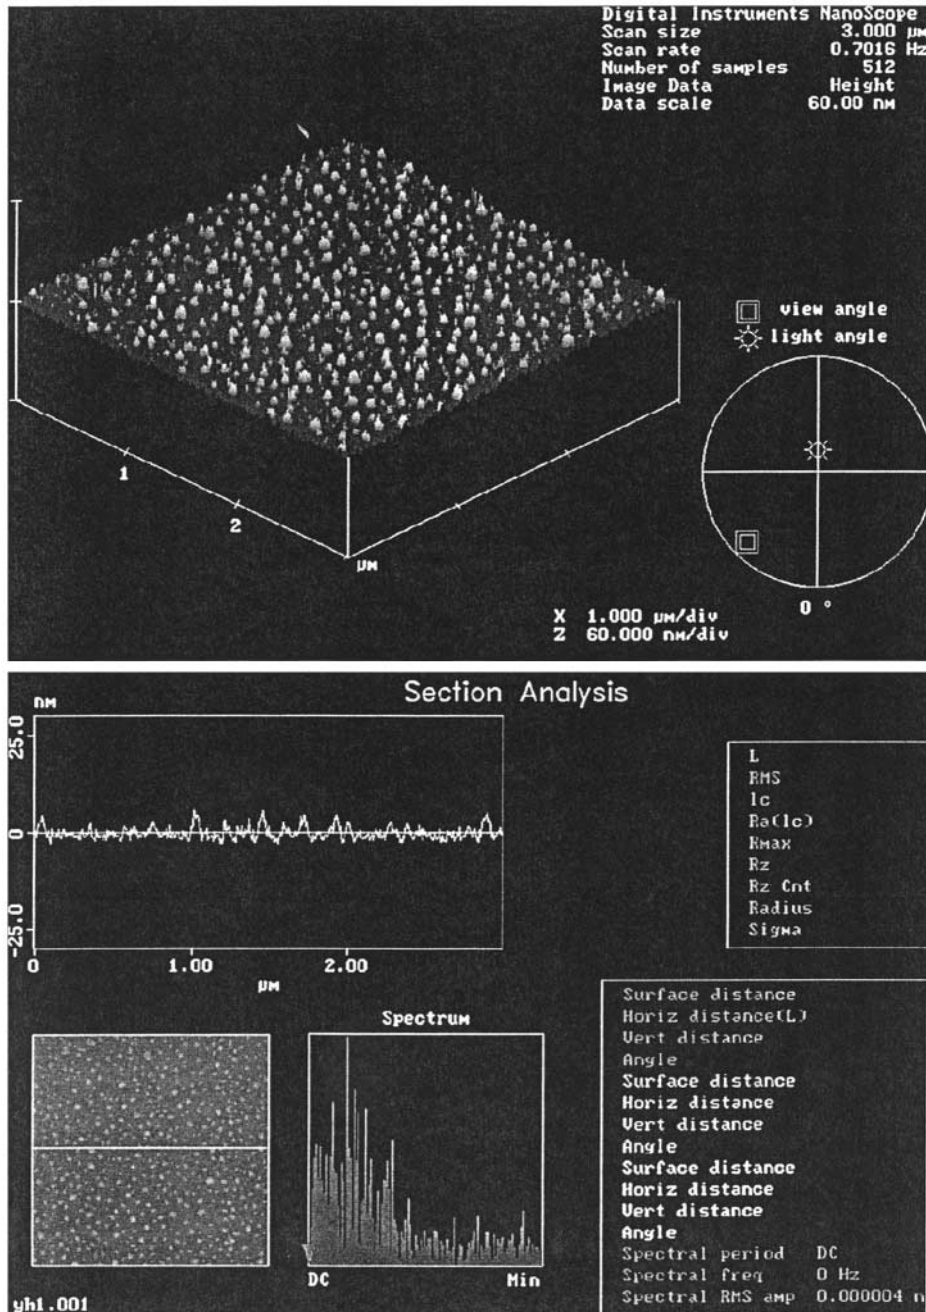 Digital Instruments NanoScope
Scan size 3.000 µm
Scan rate 0.7016 Hz
Number of samples 512
Image Data Height
Data scale 60.00 nm
view angle
light angle
1
2
µm
0 °
X 1.000 µm/div
Z 60.000 nm/div
Section Analysis
nm
25.0
0
-25.0
0 1.00 2.00
µm
L
RMS
lc
Ra(lc)
Rmax
Rz
Rz Cnt
Radius
Sigma
Spectrum
DC Min
Surface distance
Horiz distance(L)
Vert distance
Angle
Surface distance
Horiz distance
Vert distance
Angle
Surface distance
Horiz distance
Vert distance
Angle
Spectral period DC
Spectral freq 0 Hz
Spectral RMS amp 0.000004 n
yh1.001